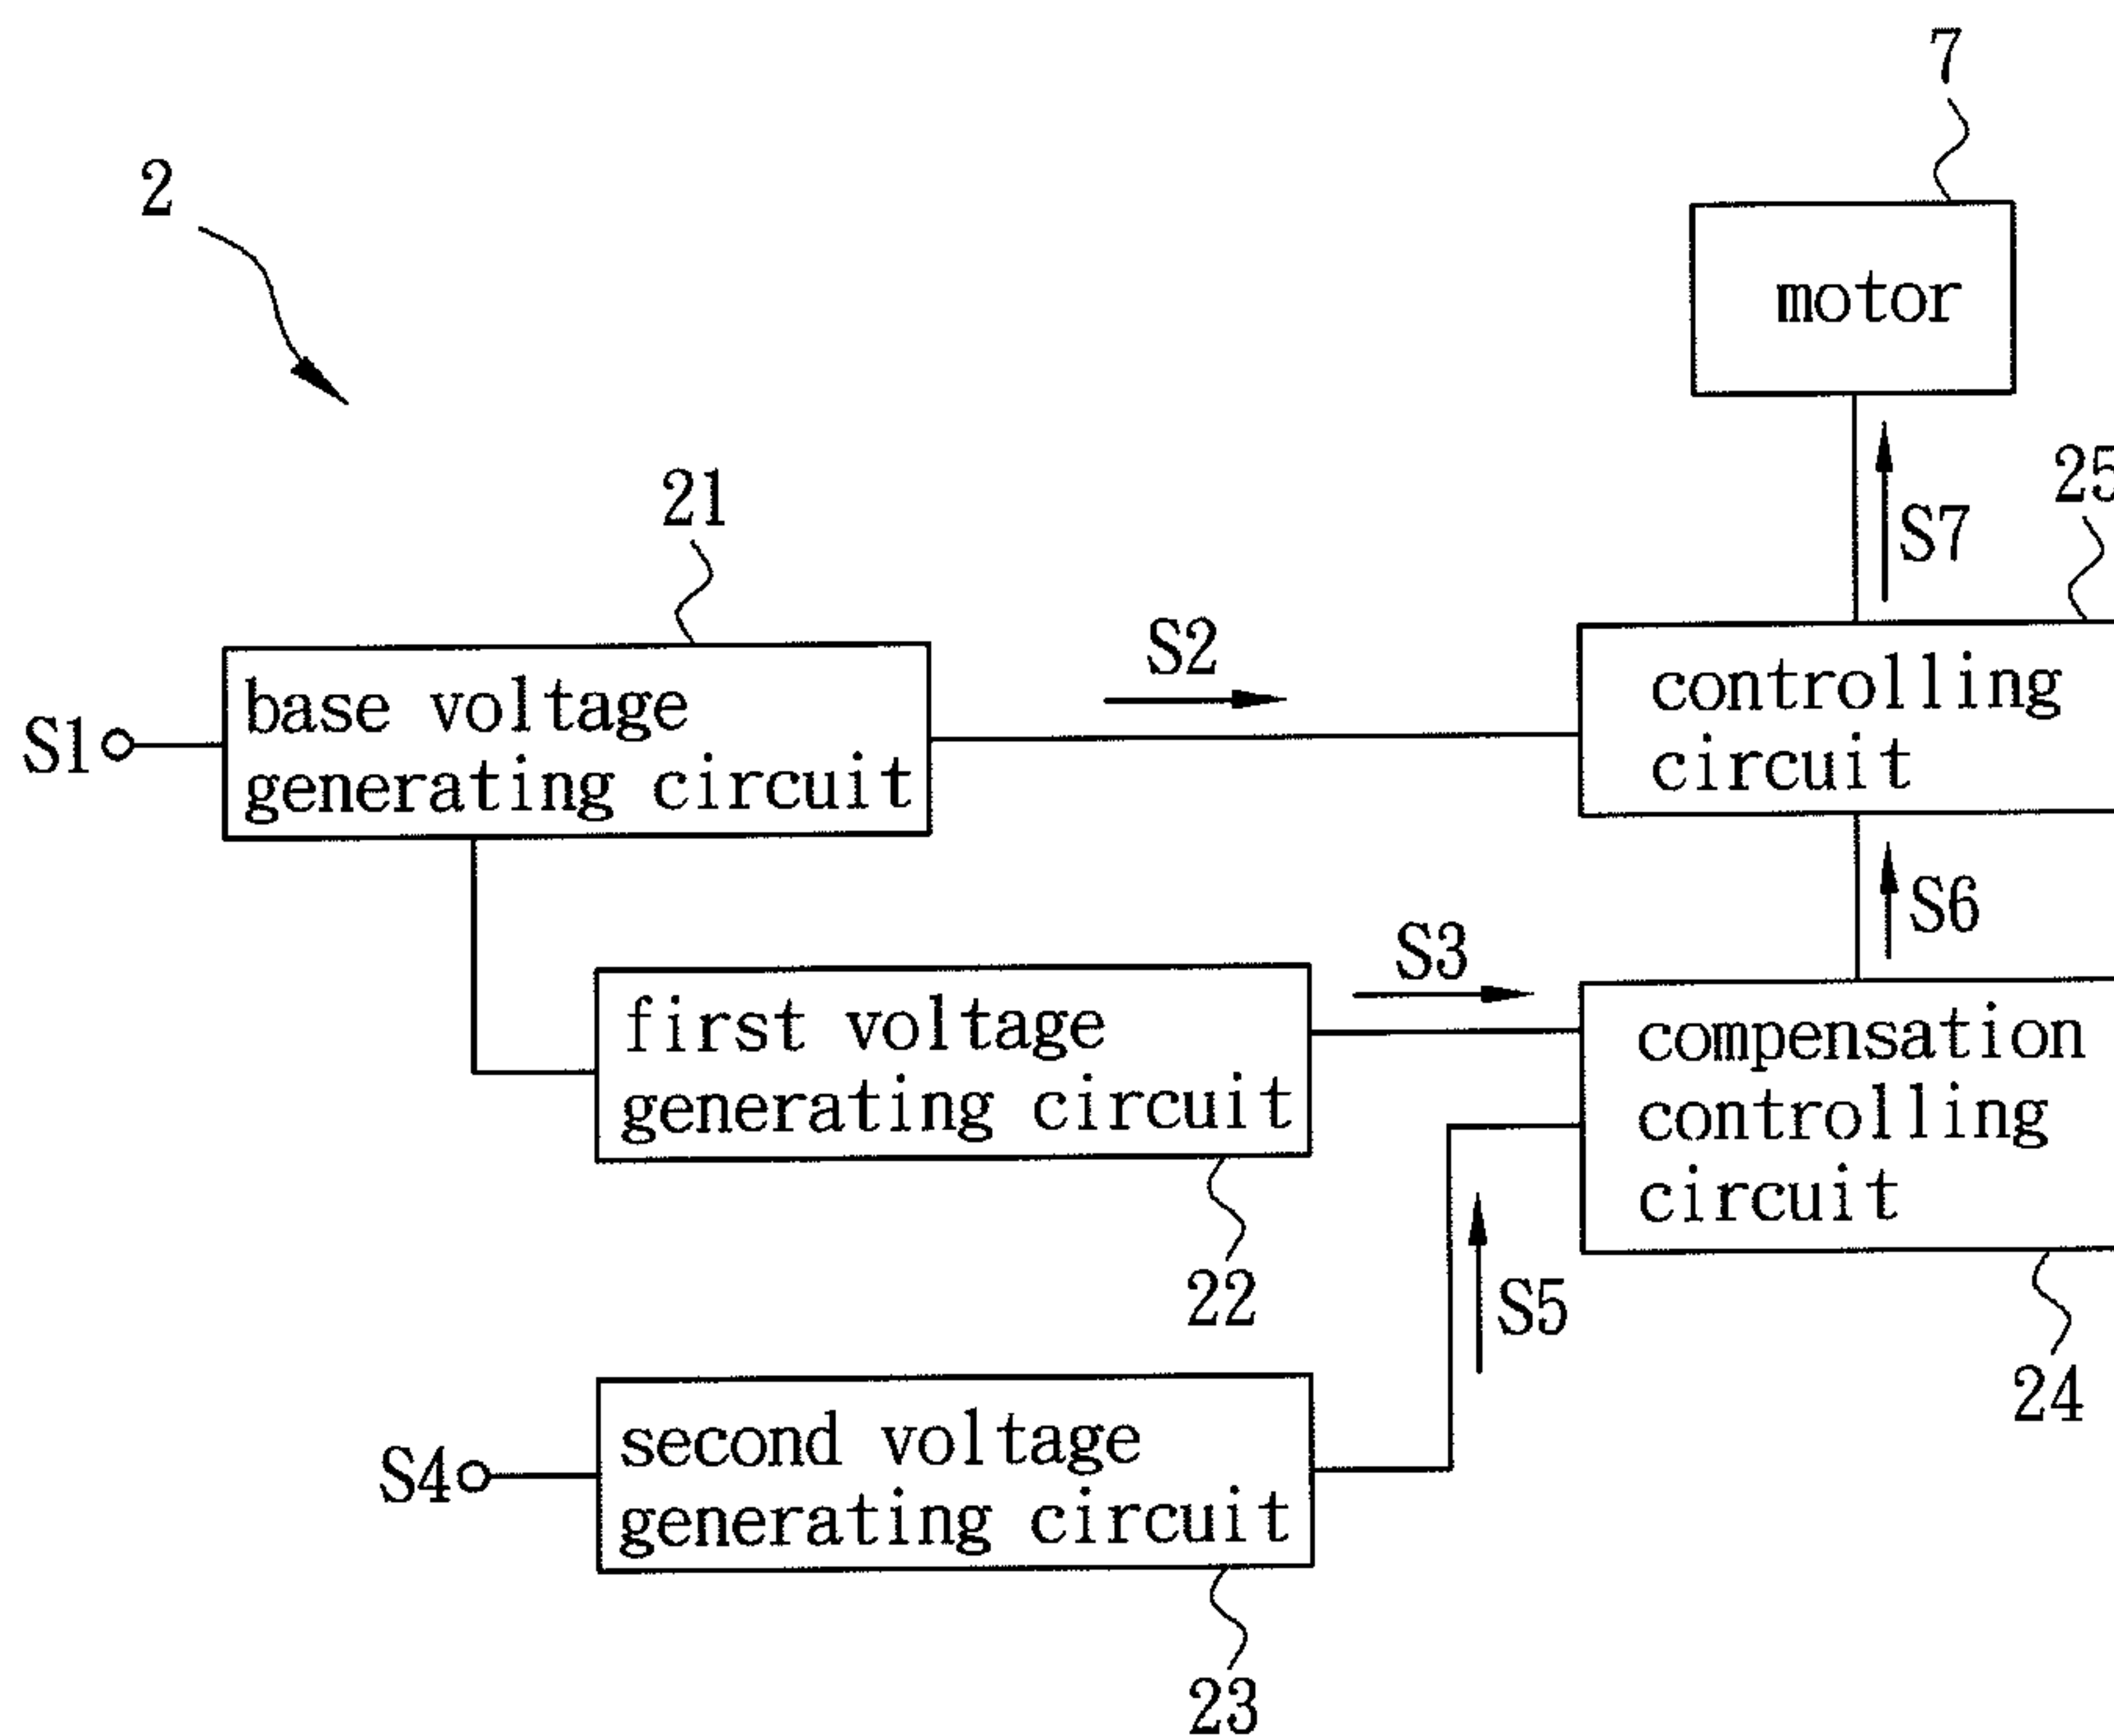 7
2
motor
25
21
S7
S2
base voltage
generating circuit
controlling
circuit
S1
S6
S3
first voltage
generating circuit
compensation
controlling
circuit
22
S5
24
second voltage
generating circuit
S4
23